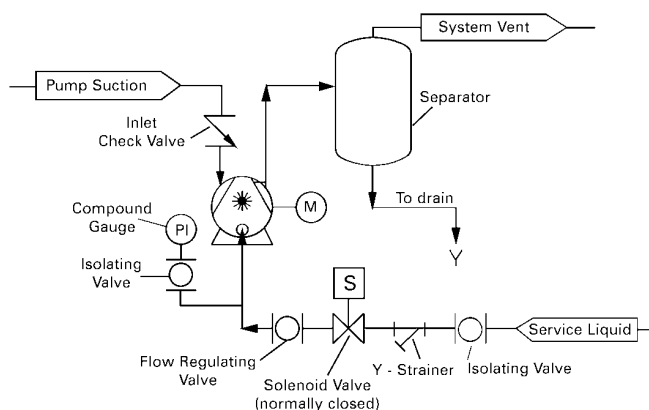 System Vent
Pump Suction
Separator
Inlet
Check Valve
M
To drain
Compound
Gauge
PI
Isolating
Valve
S
Service Liquid
Flow Regulating
Valve
Solenoid Valve
(normally closed)
Y - Strainer
Isolating Valve